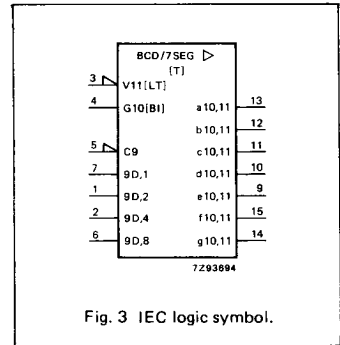 BCD/7SEG ▷
[T]
3 V11[LT]
4 G10[BI] a10,11 13
b10,11 12
5 C9 c10,11 11
7 9D,1 d10,11 10
1 9D,2 e10,11 9
2 9D,4 f10,11 15
6 9D,8 g10,11 14
7Z93694
Fig. 3 IEC logic symbol.